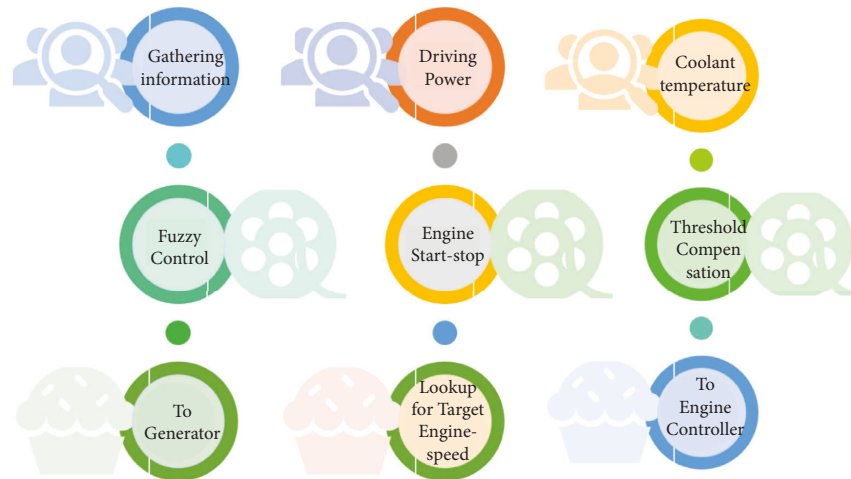 Gathering
information
Driving
Power
Coolant
temperature
Fuzzy
Control
Engine
Start-stop
Threshold
Compen
sation
To
Generator
Lookup
for Target
Engine-
speed
To
Engine
Controller